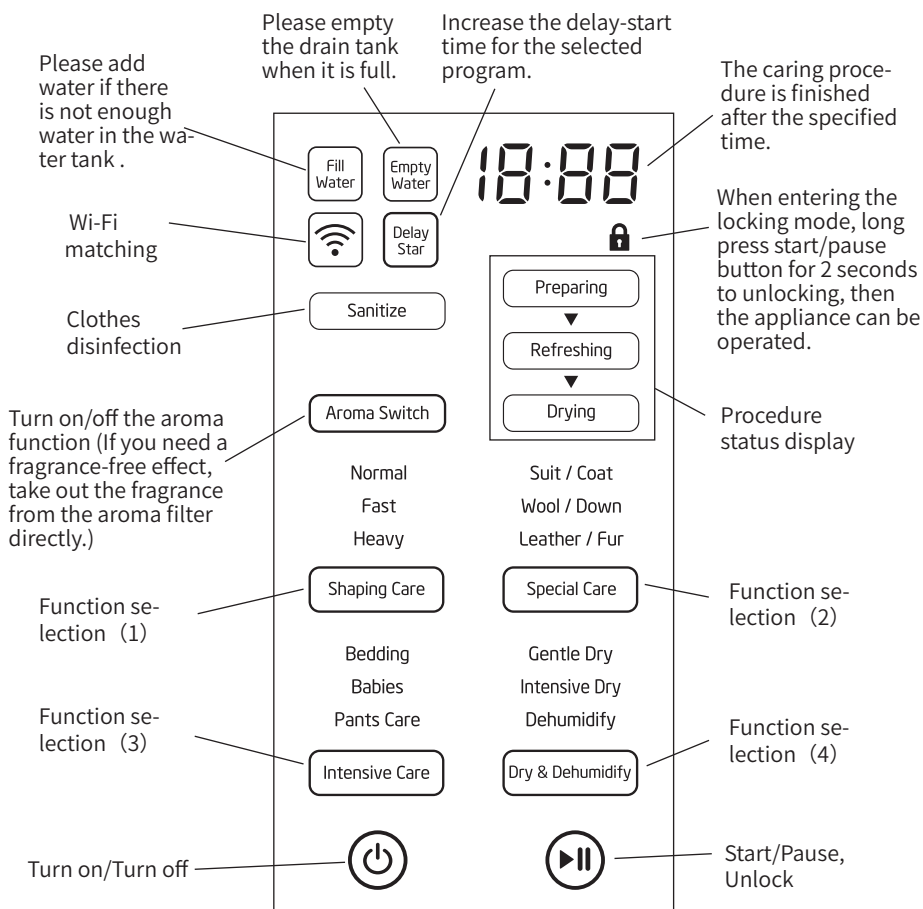 Please empty
the drain tank
when it is full.
Increase the delay-start
time for the selected
program.
Please add
water if there
is not enough
water in the wa-
ter tank .
The caring proce-
dure is finished
after the specified
time.
Fill
Water
Empty
Water
18:88
Wi-Fi
matching
Delay
Star
When entering the
locking mode, long
press start/pause
button for 2 seconds
to unlocking, then
the appliance can be
operated.
Clothes
disinfection
Sanitize
Preparing
Refreshing
Drying
Procedure
status display
Turn on/off the aroma
function (If you need a
fragrance-free effect,
take out the fragrance
from the aroma filter
directly.)
Aroma Switch
Normal
Fast
Heavy
Suit / Coat
Wool / Down
Leather / Fur
Function se-
lection（1）
Shaping Care
Special Care
Function se-
lection（2）
Bedding
Babies
Pants Care
Gentle Dry
Intensive Dry
Dehumidify
Function se-
lection（3）
Intensive Care
Dry & Dehumidify
Function se-
lection（4）
Turn on/Turn off
Start/Pause,
Unlock